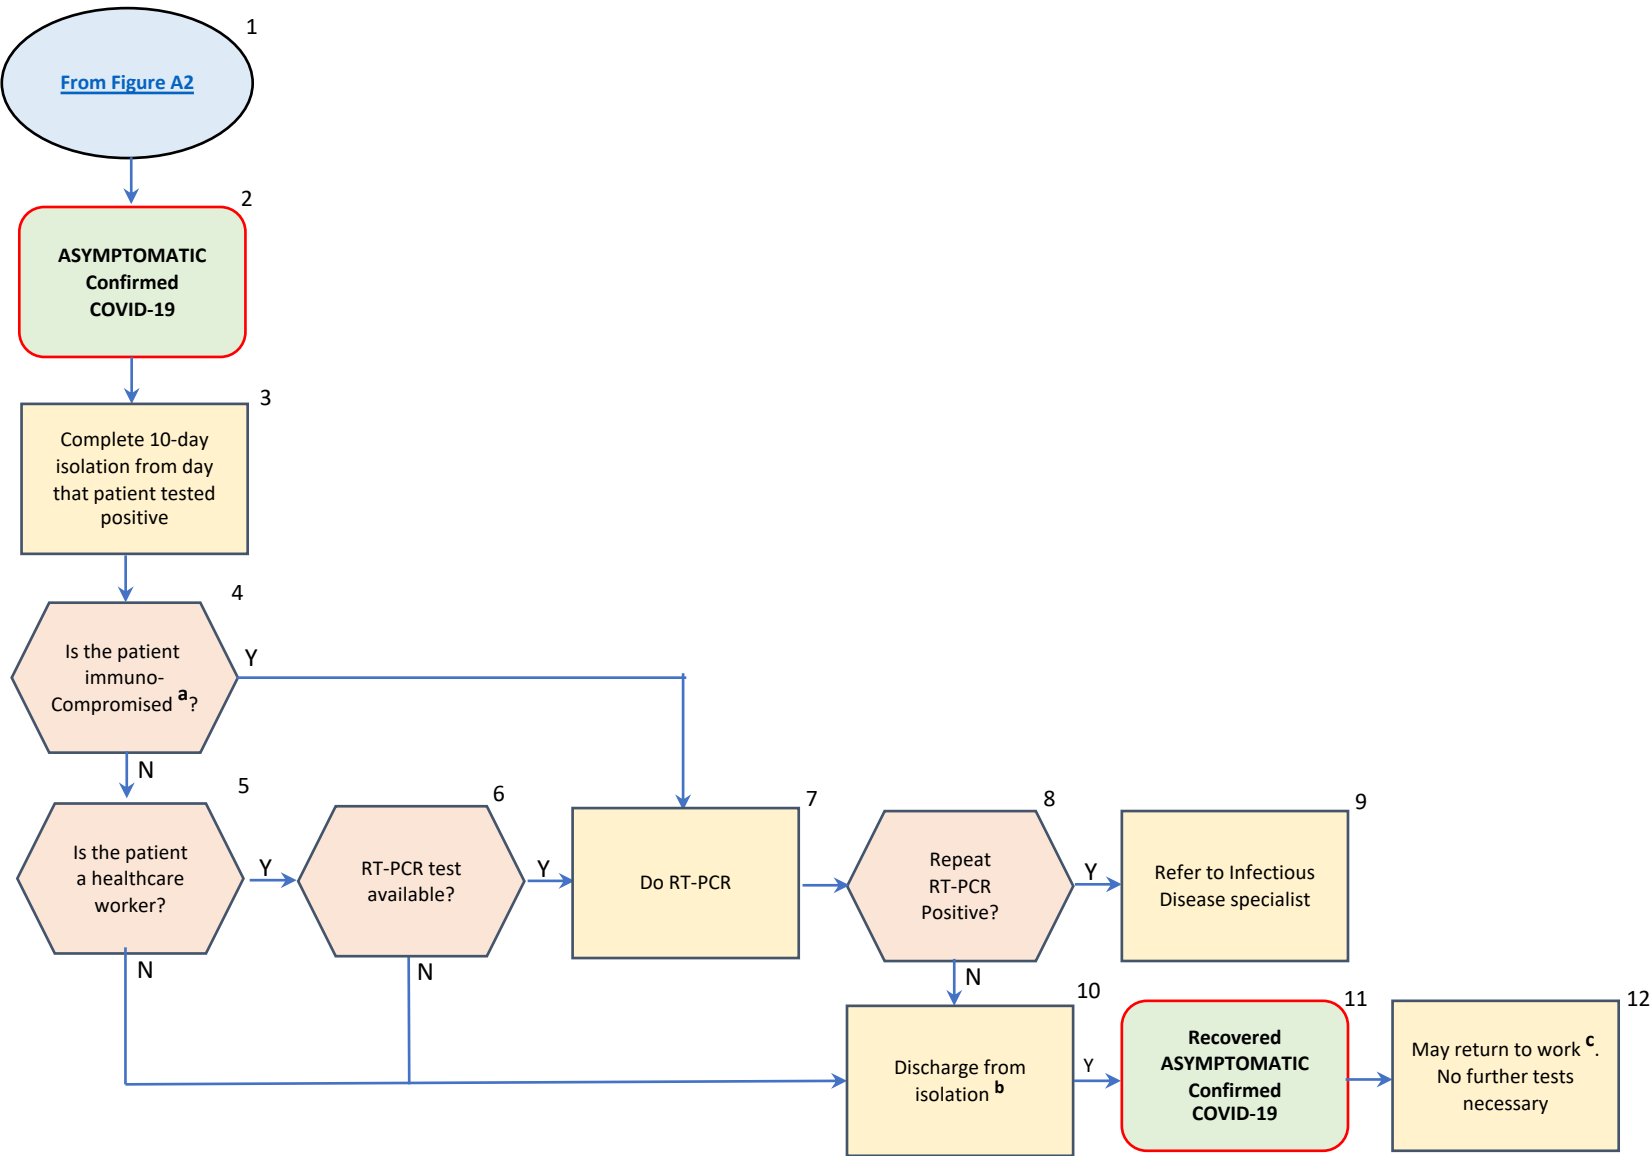 1
From Figure A2
2
ASYMPTOMATIC
Confirmed
COVID-19
3
Complete 10-day
isolation from day
that patient tested
positive
4
Is the patient
immuno-
Compromised a?
Y
N
5
Is the patient
a healthcare
worker?
Y
N
6
RT-PCR test
available?
Y
N
7
Do RT-PCR
8
Repeat
RT-PCR
Positive?
Y
N
9
Refer to Infectious
Disease specialist
10
Discharge from
isolation b
Y
11
Recovered
ASYMPTOMATIC
Confirmed
COVID-19
12
May return to work c.
No further tests
necessary